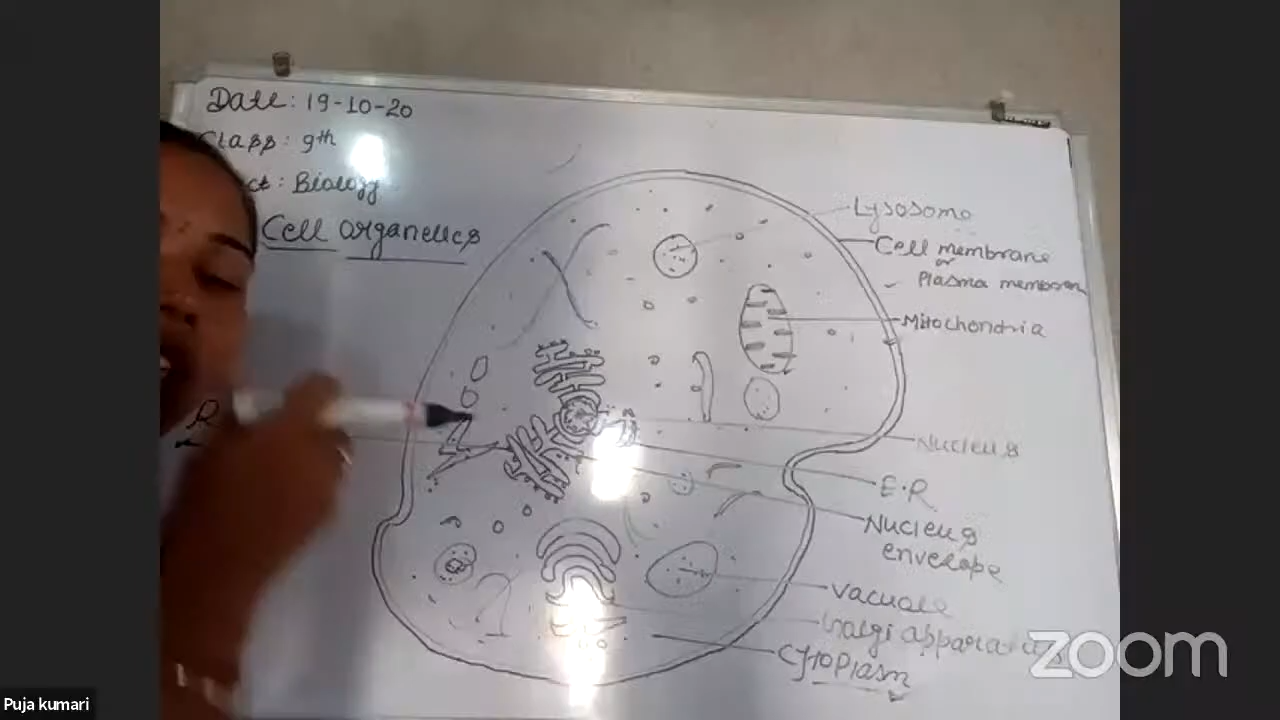 Date: 19-10-20
Class: 9th
ct: Biology
Cell organelles
Lysosome
Cell membrane
or
Plasma membrane
Mitochondria
R
Nucleus
E.R
Nucleus
envelope
Vacuole
Golgi apparatus
Cytoplasm
zoom
Puja kumari